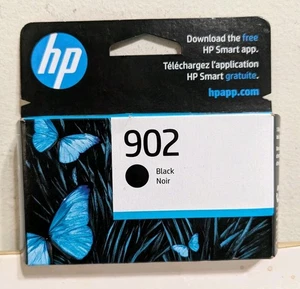 hp
Download the free
HP Smart app.
Téléchargez l'application
HP Smart gratuite.
hpapp.com
902
Black
Noir